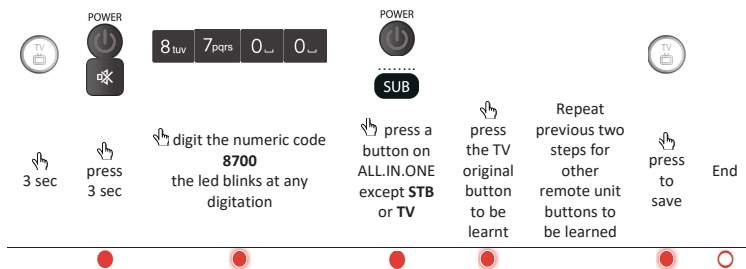 POWER
POWER
TV
8 tuv
7pqrs
0
0
SUB
TV
3 sec
press
3 sec
digit the numeric code
8700
the led blinks at any
digitation
press a
button on
ALL.IN.ONE
except STB
or TV
press
the TV
original
button
to be
learnt
Repeat
previous two
steps for
other
remote unit
buttons to
be learned
press
to
save
End